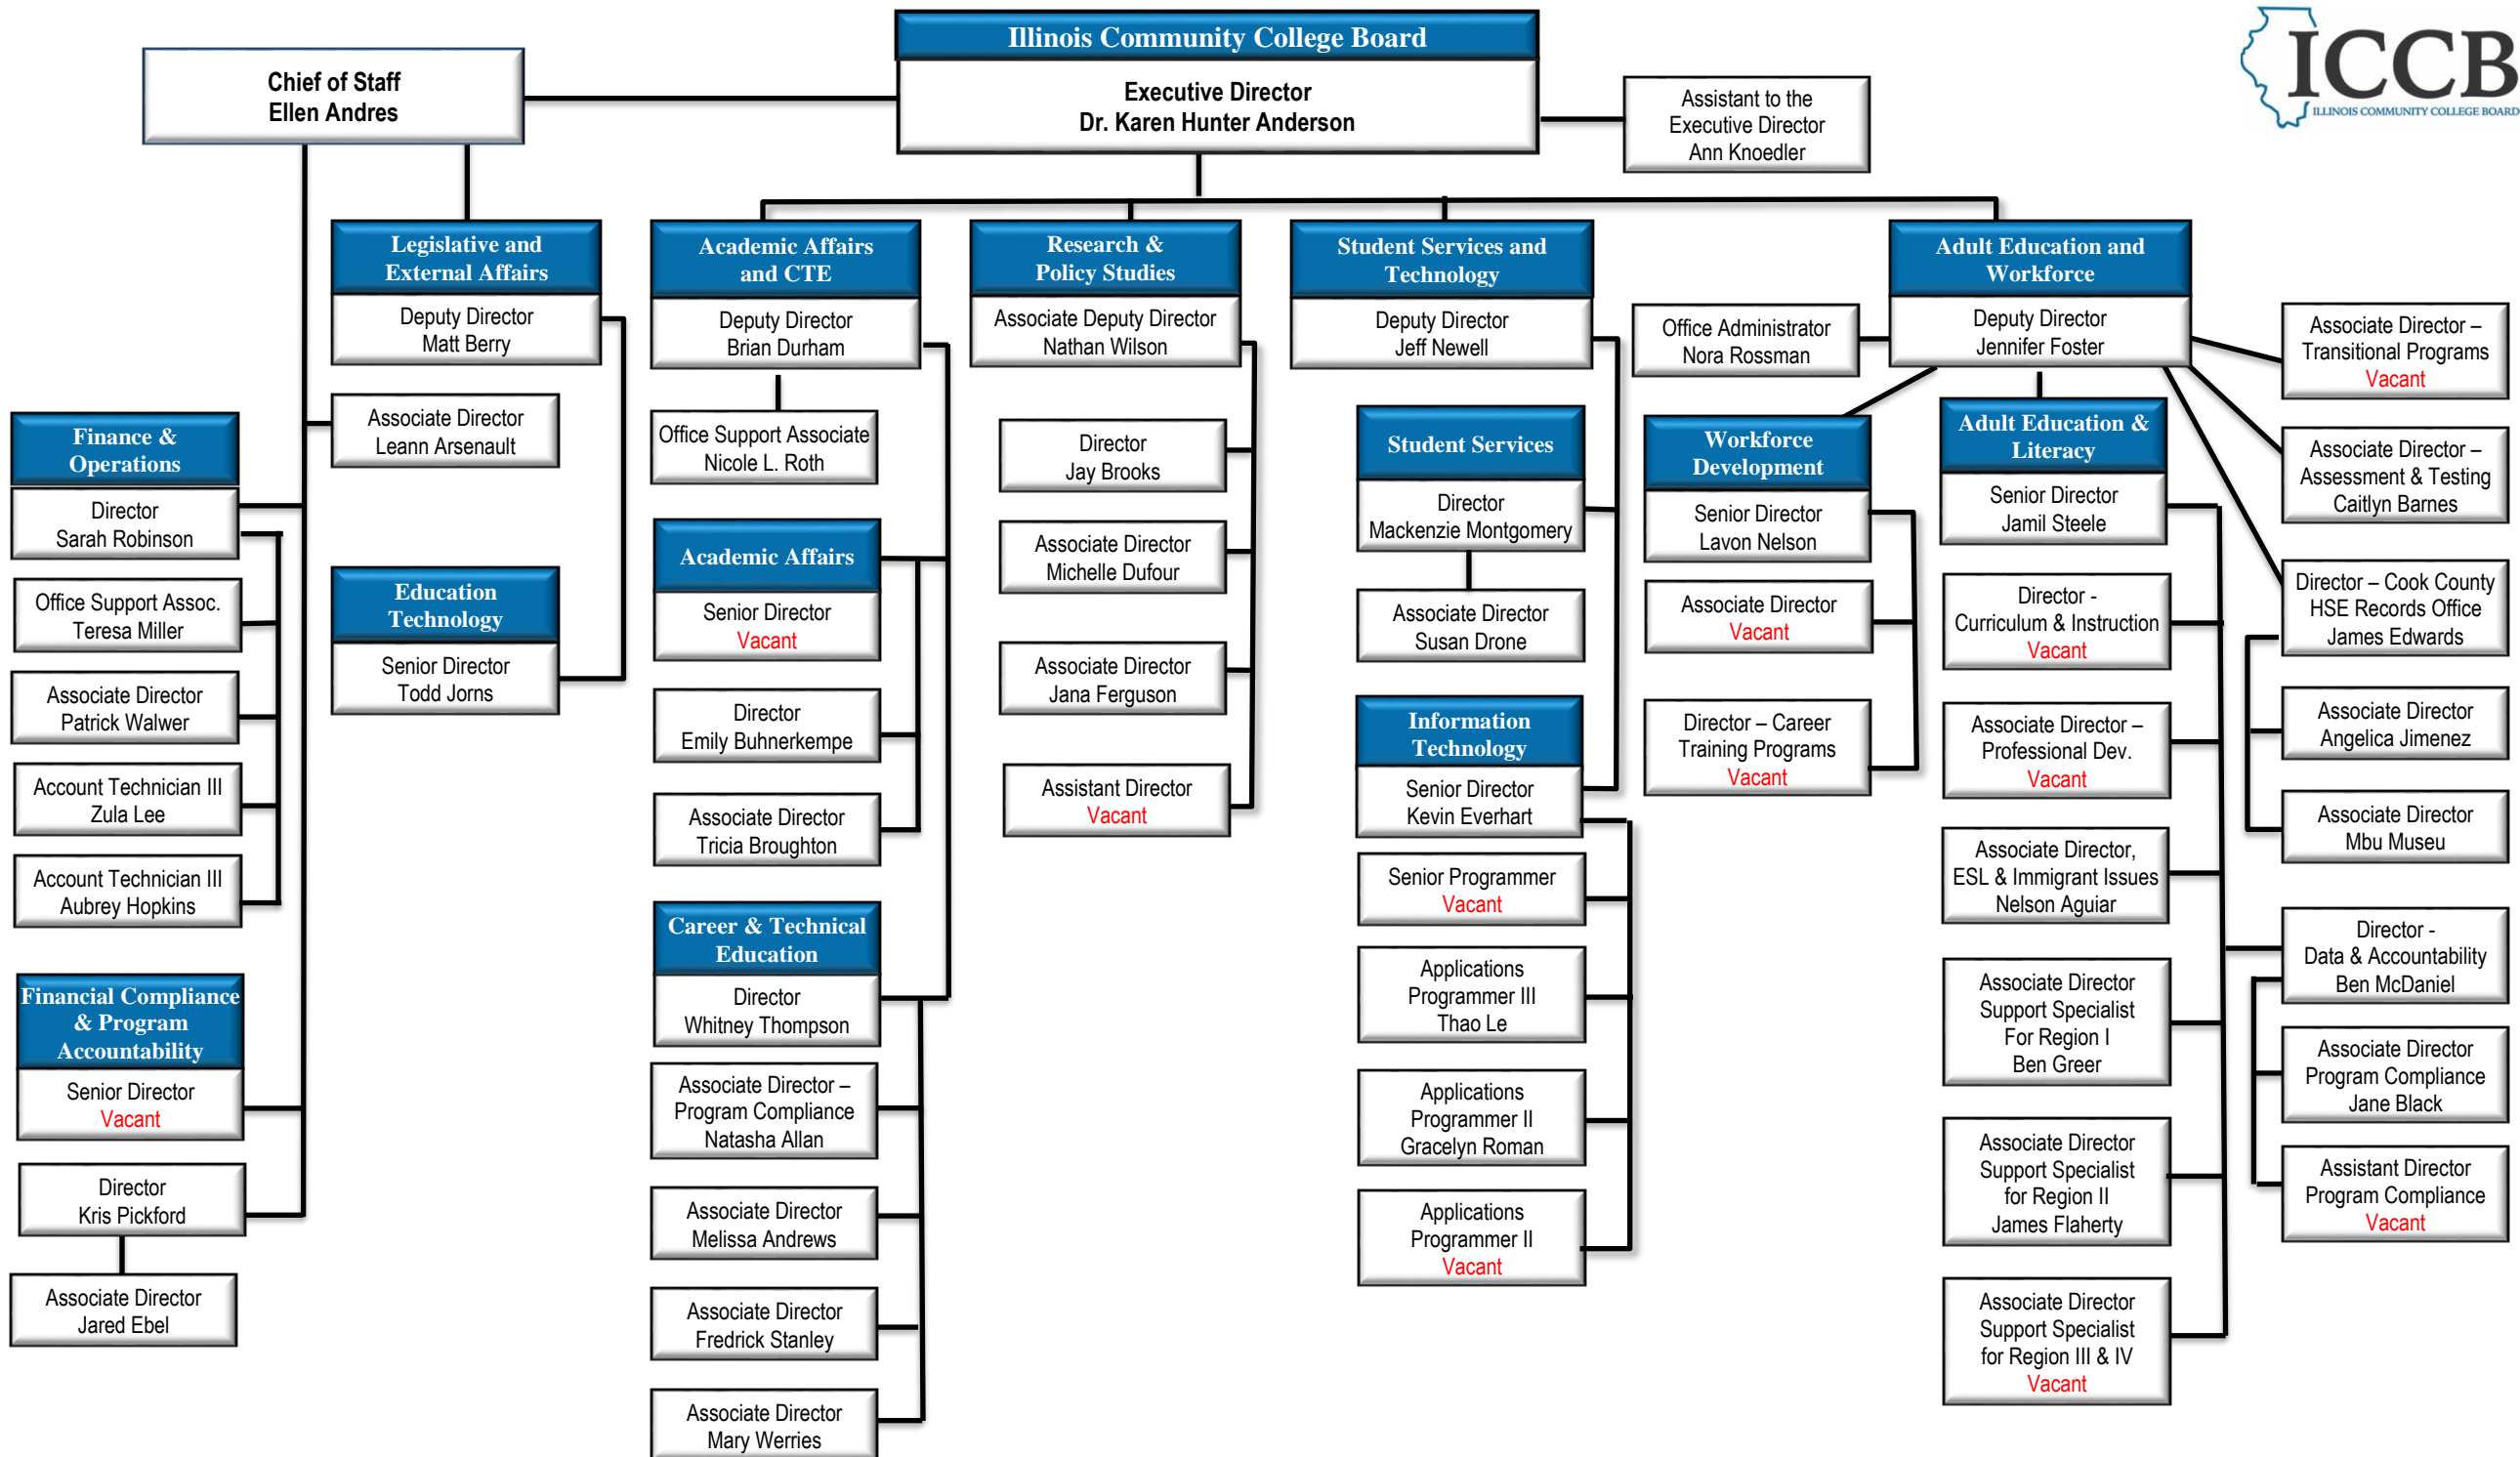 Illinois Community College Board
Executive Director
Dr. Karen Hunter Anderson
Chief of Staff
Ellen Andres
Assistant to the
Executive Director
Ann Knoedler
ICCB
ILLINOIS COMMUNITY COLLEGE BOARD
Legislative and
External Affairs
Deputy Director
Matt Berry
Associate Director
Leann Arsenault
Education
Technology
Senior Director
Todd Jorns
Finance &
Operations
Director
Sarah Robinson
Office Support Assoc.
Teresa Miller
Associate Director
Patrick Walwer
Account Technician III
Zula Lee
Account Technician III
Aubrey Hopkins
Financial Compliance
& Program
Accountability
Senior Director
Vacant
Director
Kris Pickford
Associate Director
Jared Ebel
Academic Affairs
and CTE
Deputy Director
Brian Durham
Office Support Associate
Nicole L. Roth
Academic Affairs
Senior Director
Vacant
Director
Emily Buhnerkempe
Associate Director
Tricia Broughton
Career & Technical
Education
Director
Whitney Thompson
Associate Director –
Program Compliance
Natasha Allan
Associate Director
Melissa Andrews
Associate Director
Fredrick Stanley
Associate Director
Mary Werries
Research &
Policy Studies
Associate Deputy Director
Nathan Wilson
Director
Jay Brooks
Associate Director
Michelle Dufour
Associate Director
Jana Ferguson
Assistant Director
Vacant
Student Services and
Technology
Deputy Director
Jeff Newell
Student Services
Director
Mackenzie Montgomery
Associate Director
Susan Drone
Information
Technology
Senior Director
Kevin Everhart
Senior Programmer
Vacant
Applications
Programmer III
Thao Le
Applications
Programmer II
Gracelyn Roman
Applications
Programmer II
Vacant
Adult Education and
Workforce
Deputy Director
Jennifer Foster
Office Administrator
Nora Rossman
Workforce
Development
Senior Director
Lavon Nelson
Associate Director
Vacant
Director – Career
Training Programs
Vacant
Adult Education &
Literacy
Senior Director
Jamil Steele
Director -
Curriculum & Instruction
Vacant
Associate Director –
Professional Dev.
Vacant
Associate Director,
ESL & Immigrant Issues
Nelson Aguiar
Associate Director
Support Specialist
For Region I
Ben Greer
Associate Director
Support Specialist
for Region II
James Flaherty
Associate Director
Support Specialist
for Region III & IV
Vacant
Associate Director –
Transitional Programs
Vacant
Associate Director –
Assessment & Testing
Caitlyn Barnes
Director – Cook County
HSE Records Office
James Edwards
Associate Director
Angelica Jimenez
Associate Director
Mbu Museu
Director -
Data & Accountability
Ben McDaniel
Associate Director
Program Compliance
Jane Black
Assistant Director
Program Compliance
Vacant